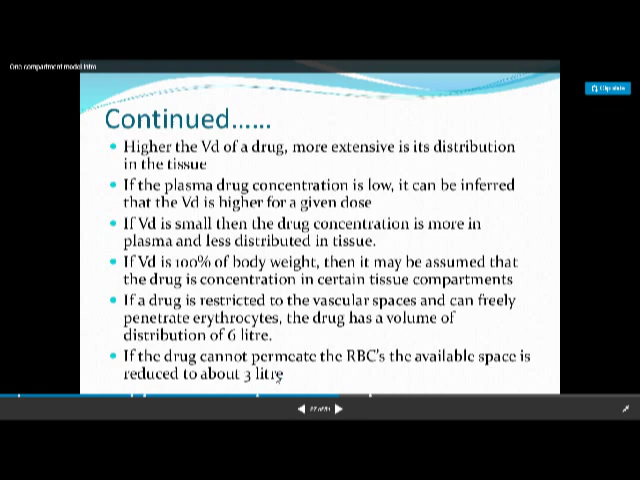 One compartment model intro
Clip slide
Continued......
Higher the Vd of a drug, more extensive is its distribution
in the tissue
If the plasma drug concentration is low, it can be inferred
that the Vd is higher for a given dose
If Vd is small then the drug concentration is more in
plasma and less distributed in tissue.
If Vd is 100% of body weight, then it may be assumed that
the drug is concentration in certain tissue compartments
If a drug is restricted to the vascular spaces and can freely
penetrate erythrocytes, the drug has a volume of
distribution of 6 litre.
If the drug cannot permeate the RBC's the available space is
reduced to about 3 litre